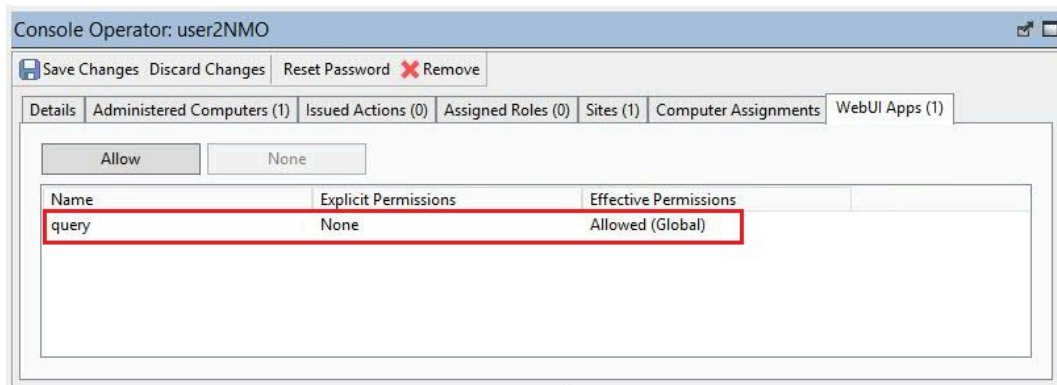 Console Operator: user2NMO
Save Changes Discard Changes Reset Password Remove
Details Administered Computers (1) Issued Actions (0) Assigned Roles (0) Sites (1) Computer Assignments WebUI Apps (1)
Allow None
Name Explicit Permissions Effective Permissions
query None Allowed (Global)